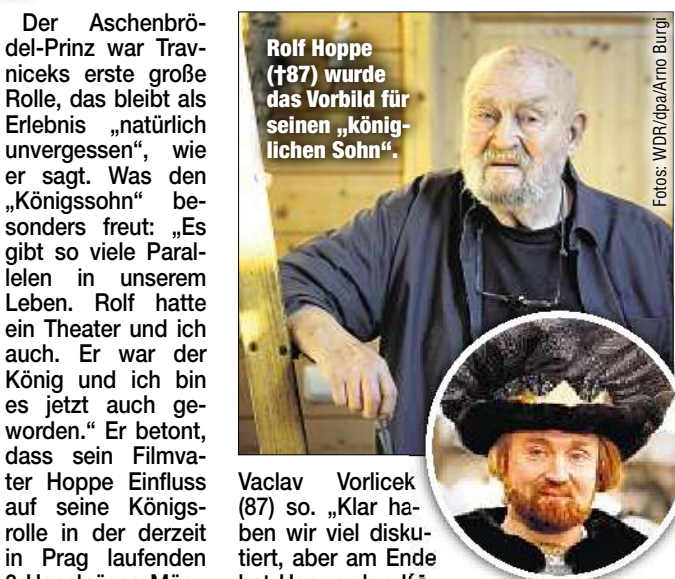 Der Aschenbrö-
del-Prinz war Trav-
niceks erste große
Rolle, das bleibt als
Erlebnis „natürlich
unvergessen“, wie
er sagt. Was den
„Königssohn“ be-
sonders freut: „Es
gibt so viele Paral-
lelen in unserem
Leben. Rolf hatte
ein Theater und ich
auch. Er war der
König und ich bin
es jetzt auch ge-
worden.“ Er betont,
dass sein Filmva-
ter Hoppe Einfluss
auf seine Königs-
rolle in der derzeit
in Prag laufenden
Rolf Hoppe
(†87) wurde
das Vorbild für
seinen „könig-
lichen Sohn“.
Fotos: WDR/dpa/Arno Burgi
Vaclav Vorlicek
(87) so. „Klar ha-
ben wir viel disku-
tiert, aber am Ende